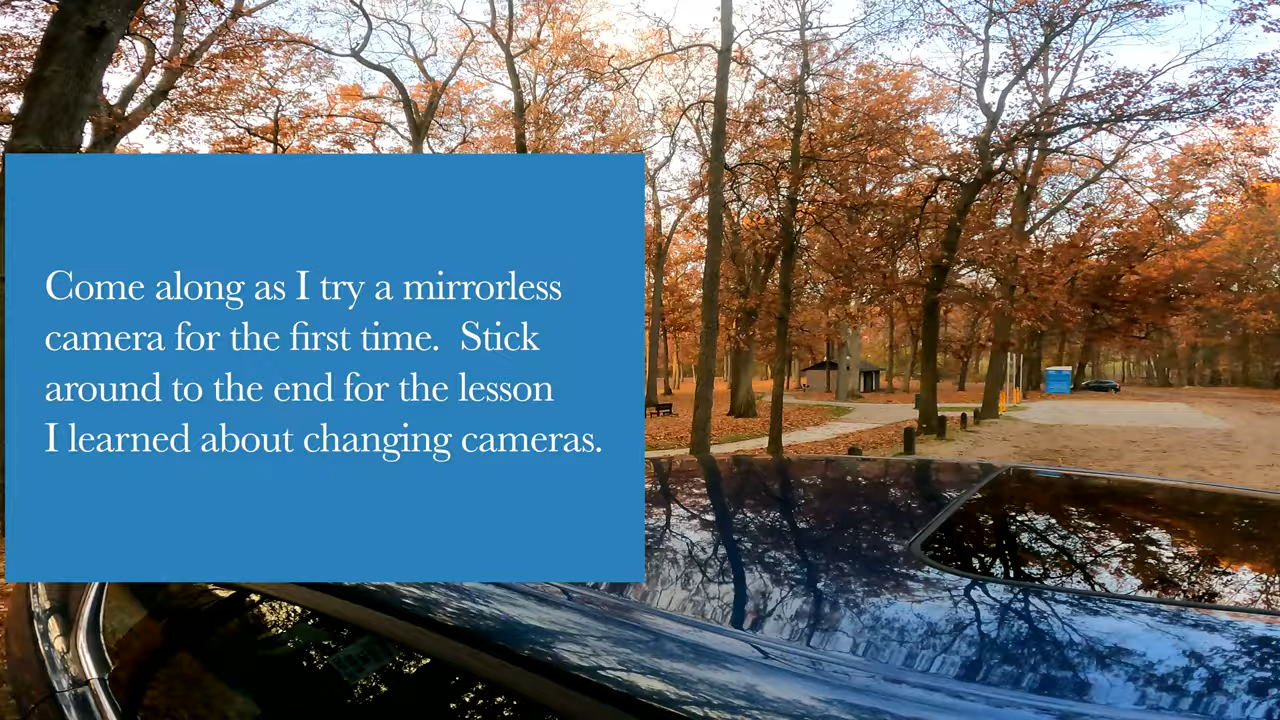 Come along as I try a mirrorless
camera for the first time.  Stick
around to the end for the lesson
I learned about changing cameras.